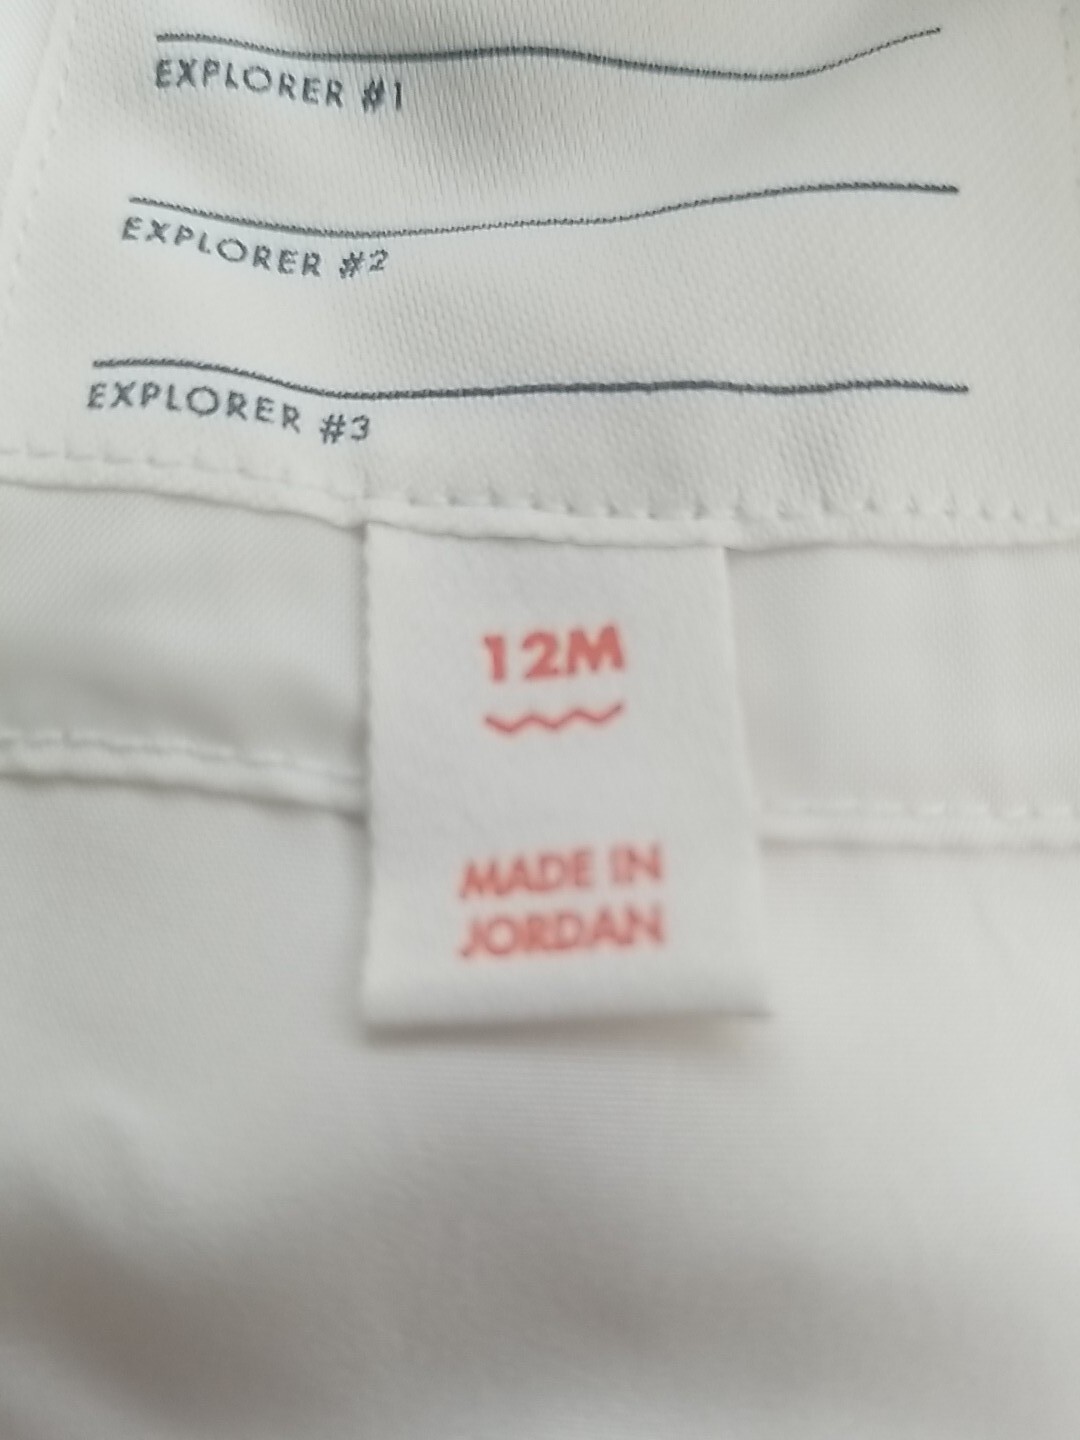 EXPLORER #1
EXPLORER #2
EXPLORER #3
12M
MADE IN
JORDAN